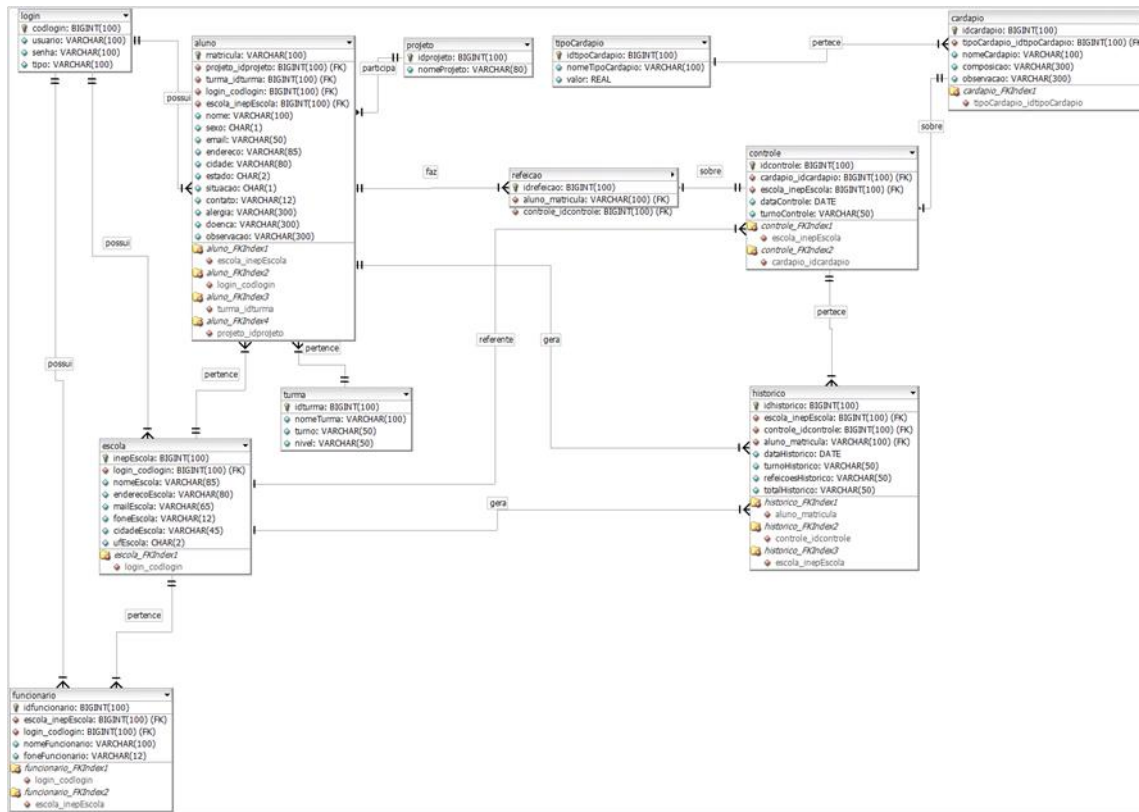 login
codlogin: BIGINT(100)
usuario: VARCHAR(100)
senha: VARCHAR(100)
tipo: VARCHAR(100)
aluno
matricula: VARCHAR(100)
projeto_idprojeto: BIGINT(100) (FK)
turma_idturma: BIGINT(100) (FK)
login_codlogin: BIGINT(100) (FK)
escola_inepEscola: BIGINT(100) (FK)
nome: VARCHAR(100)
sexo: CHAR(1)
email: VARCHAR(50)
endereco: VARCHAR(85)
cidade: VARCHAR(80)
estado: CHAR(2)
situacao: CHAR(1)
contato: VARCHAR(12)
alergia: VARCHAR(300)
doenca: VARCHAR(300)
observacao: VARCHAR(300)
aluno_FKIndex1
escola_inepEscola
aluno_FKIndex2
login_codlogin
aluno_FKIndex3
turma_idturma
aluno_FKIndex4
projeto_idprojeto
projeto
idprojeto: BIGINT(100)
nomeProjeto: VARCHAR(80)
participa
tipoCardapio
idtipoCardapio: BIGINT(100)
nomeTipoCardapio: VARCHAR(100)
valor: REAL
pertece
cardapio
idcardapio: BIGINT(100)
tipoCardapio_idtipoCardapio: BIGINT(100) (FK)
nomeCardapio: VARCHAR(100)
composicao: VARCHAR(300)
observacao: VARCHAR(300)
cardapio_FKIndex1
tipoCardapio_idtipoCardapio
possui
sobre
faz
refeicao
idrefeicao: BIGINT(100)
aluno_matricula: VARCHAR(100) (FK)
controle_idcontrole: BIGINT(100) (FK)
sobre
controle
idcontrole: BIGINT(100)
cardapio_idcardapio: BIGINT(100) (FK)
escola_inepEscola: BIGINT(100) (FK)
dataControle: DATE
turnoControle: VARCHAR(50)
controle_FKIndex1
escola_inepEscola
controle_FKIndex2
cardapio_idcardapio
possui
pertece
referente
gera
possui
pertence
pertence
turma
idturma: BIGINT(100)
nomeTurma: VARCHAR(100)
turno: VARCHAR(50)
nivel: VARCHAR(50)
historico
idhistorico: BIGINT(100)
escola_inepEscola: BIGINT(100) (FK)
controle_idcontrole: BIGINT(100) (FK)
aluno_matricula: VARCHAR(100) (FK)
dataHistorico: DATE
turnoHistorico: VARCHAR(50)
refeicoesHistorico: VARCHAR(50)
totalHistorico: VARCHAR(50)
historico_FKIndex1
aluno_matricula
historico_FKIndex2
controle_idcontrole
historico_FKIndex3
escola_inepEscola
escola
inepEscola: BIGINT(100)
login_codlogin: BIGINT(100) (FK)
nomeEscola: VARCHAR(85)
enderecoEscola: VARCHAR(80)
mailEscola: VARCHAR(65)
foneEscola: VARCHAR(12)
cidadeEscola: VARCHAR(45)
ufEscola: CHAR(2)
escola_FKIndex1
login_codlogin
gera
pertence
funcionario
idfuncionario: BIGINT(100)
escola_inepEscola: BIGINT(100) (FK)
login_codlogin: BIGINT(100) (FK)
nomeFuncionario: VARCHAR(100)
foneFuncionario: VARCHAR(12)
funcionario_FKIndex1
login_codlogin
funcionario_FKIndex2
escola_inepEscola